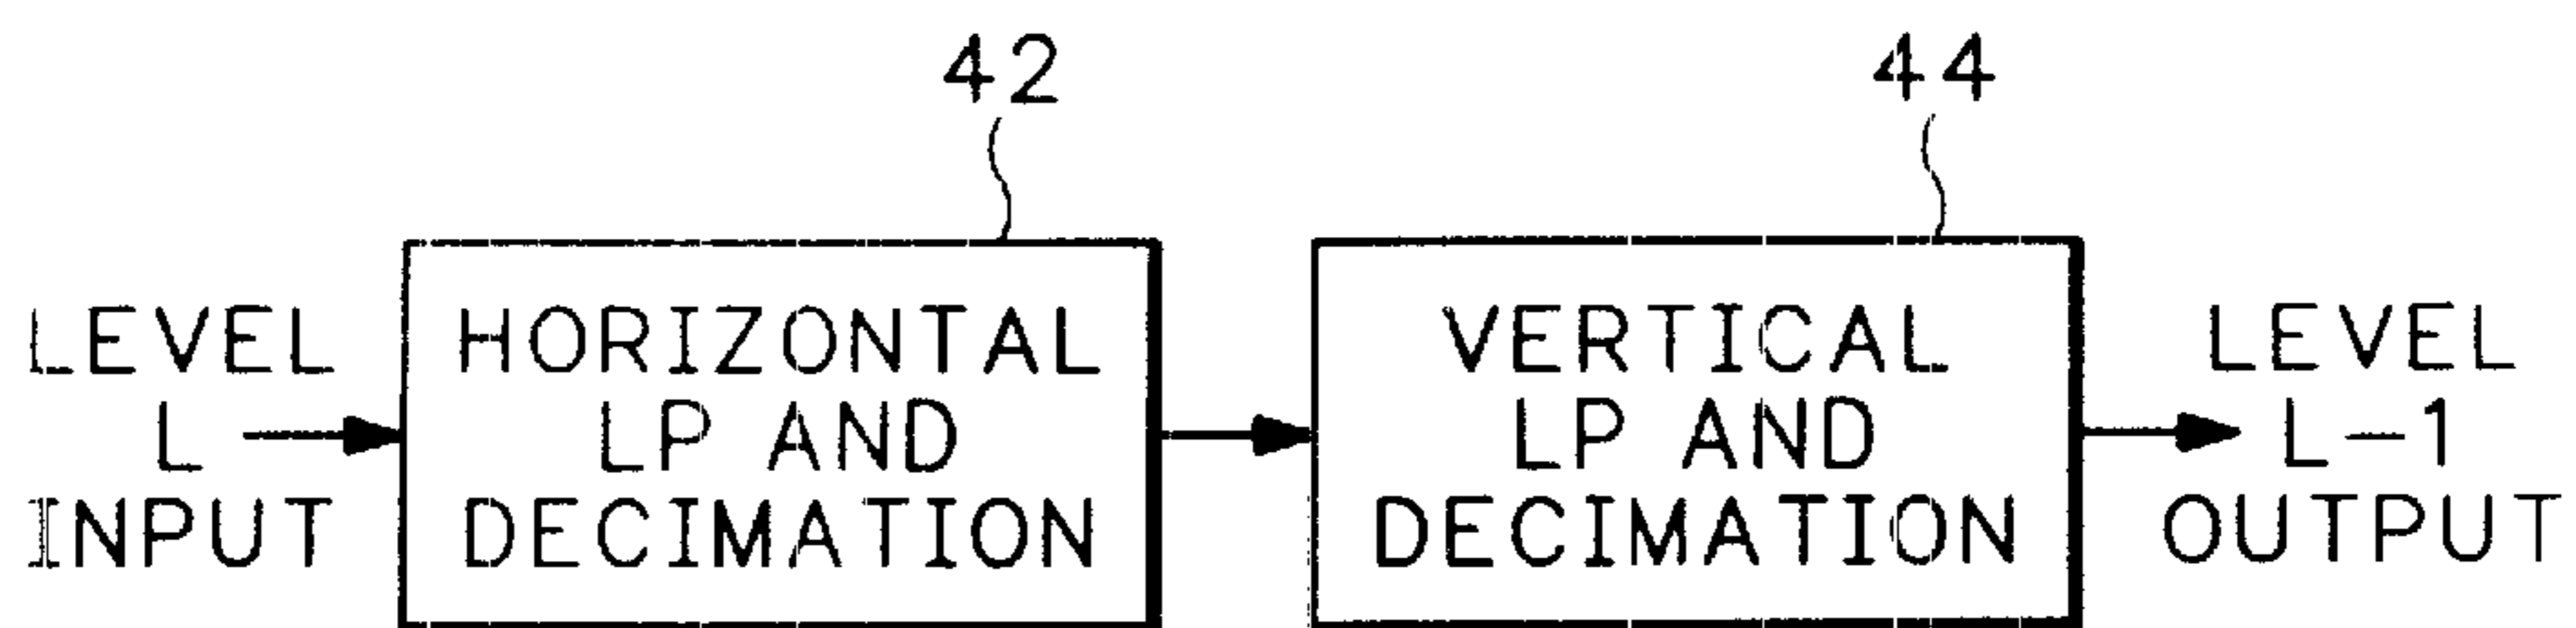 42
44
LEVEL
L
INPUT
HORIZONTAL
LP AND
DECIMATION
VERTICAL
LP AND
DECIMATION
LEVEL
L-1
OUTPUT